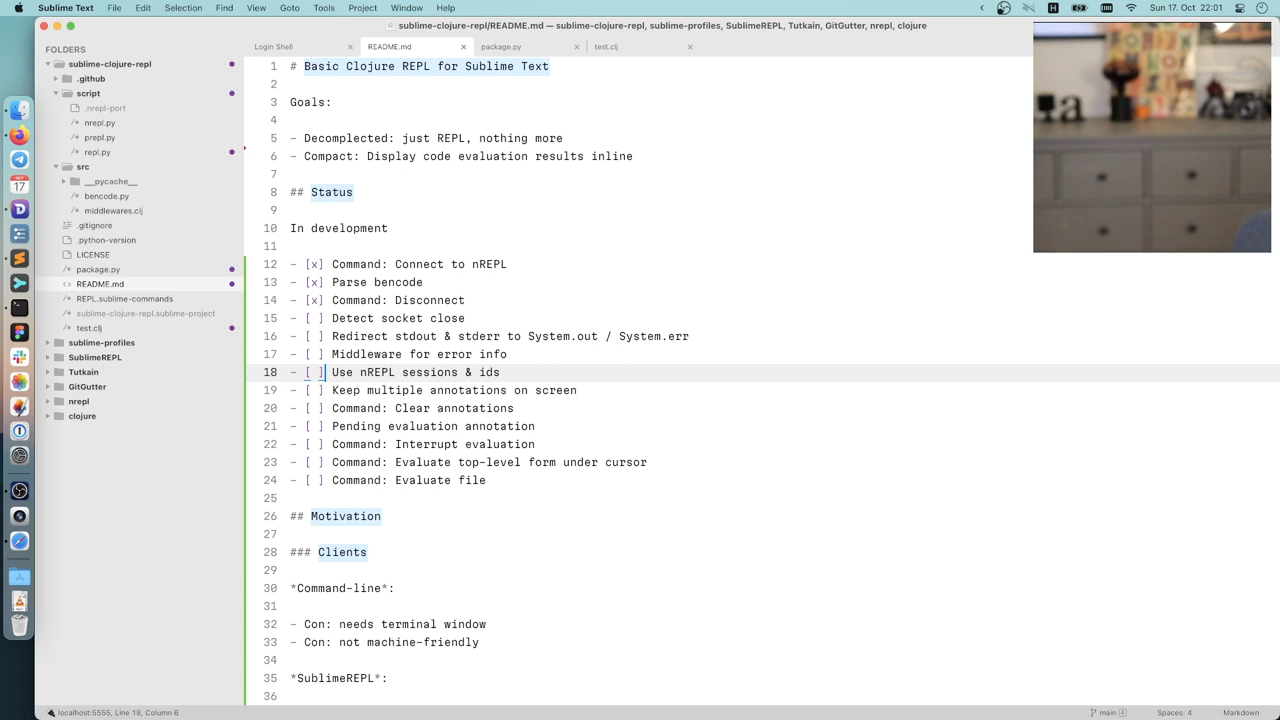 Sublime Text File Edit Selection Find View Goto Tools Project Window Help Sun 17. Oct 22:01
sublime-clojure-repl/README.md — sublime-clojure-repl, sublime-profiles, SublimeREPL, Tutkain, GitGutter, nrepl, clojure
FOLDERS
sublime-clojure-repl
.github
script
.nrepl-port
nrepl.py
prepl.py
repl.py
src
__pycache__
bencode.py
middlewares.clj
.gitignore
.python-version
LICENSE
package.py
README.md
REPL.sublime-commands
sublime-clojure-repl.sublime-project
test.clj
sublime-profiles
SublimeREPL
Tutkain
GitGutter
nrepl
clojure
Login Shell README.md package.py test.clj
1 # Basic Clojure REPL for Sublime Text
2
3 Goals:
4
5 - Decomplected: just REPL, nothing more
6 - Compact: Display code evaluation results inline
7
8 ## Status
9
10 In development
11
12 - [x] Command: Connect to nREPL
13 - [x] Parse bencode
14 - [x] Command: Disconnect
15 - [ ] Detect socket close
16 - [ ] Redirect stdout & stderr to System.out / System.err
17 - [ ] Middleware for error info
18 - [ ] Use nREPL sessions & ids
19 - [ ] Keep multiple annotations on screen
20 - [ ] Command: Clear annotations
21 - [ ] Pending evaluation annotation
22 - [ ] Command: Interrupt evaluation
23 - [ ] Command: Evaluate top-level form under cursor
24 - [ ] Command: Evaluate file
25
26 ## Motivation
27
28 ### Clients
29
30 *Command-line*:
31
32 - Con: needs terminal window
33 - Con: not machine-friendly
34
35 *SublimeREPL*:
36
17
a
localhost:5555, Line 18, Column 6 main 4 Spaces: 4 Markdown